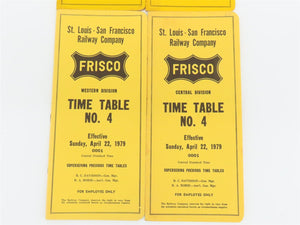 St. Louis - San Francisco
Railway Company
FRISCO
WESTERN DIVISION
TIME TABLE
NO. 4
Effective
Sunday, April 22, 1979
0001
Central Standard Time
SUPERSEDING PREVIOUS TIME TABLES
FOR EMPLOYES ONLY
St. Louis - San Francisco
Railway Company
FRISCO
CENTRAL DIVISION
TIME TABLE
NO. 4
Effective
Sunday, April 22, 1979
0001
Central Standard Time
SUPERSEDING PREVIOUS TIME TABLES
FOR EMPLOYES ONLY